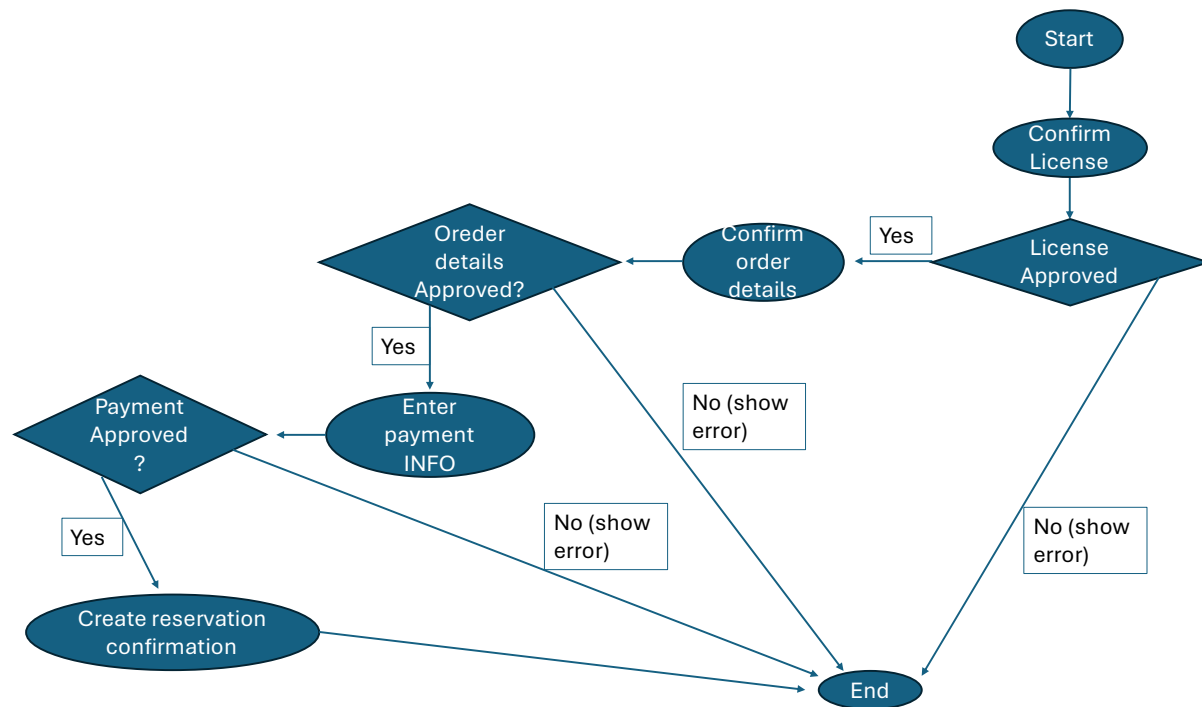 Start
Confirm
License
License
Approved
Yes
Confirm
order
details
Oreder
details
Approved?
Yes
Enter
payment
INFO
Payment
Approved
?
Yes
Create reservation
confirmation
No (show
error)
No (show
error)
No (show
error)
End